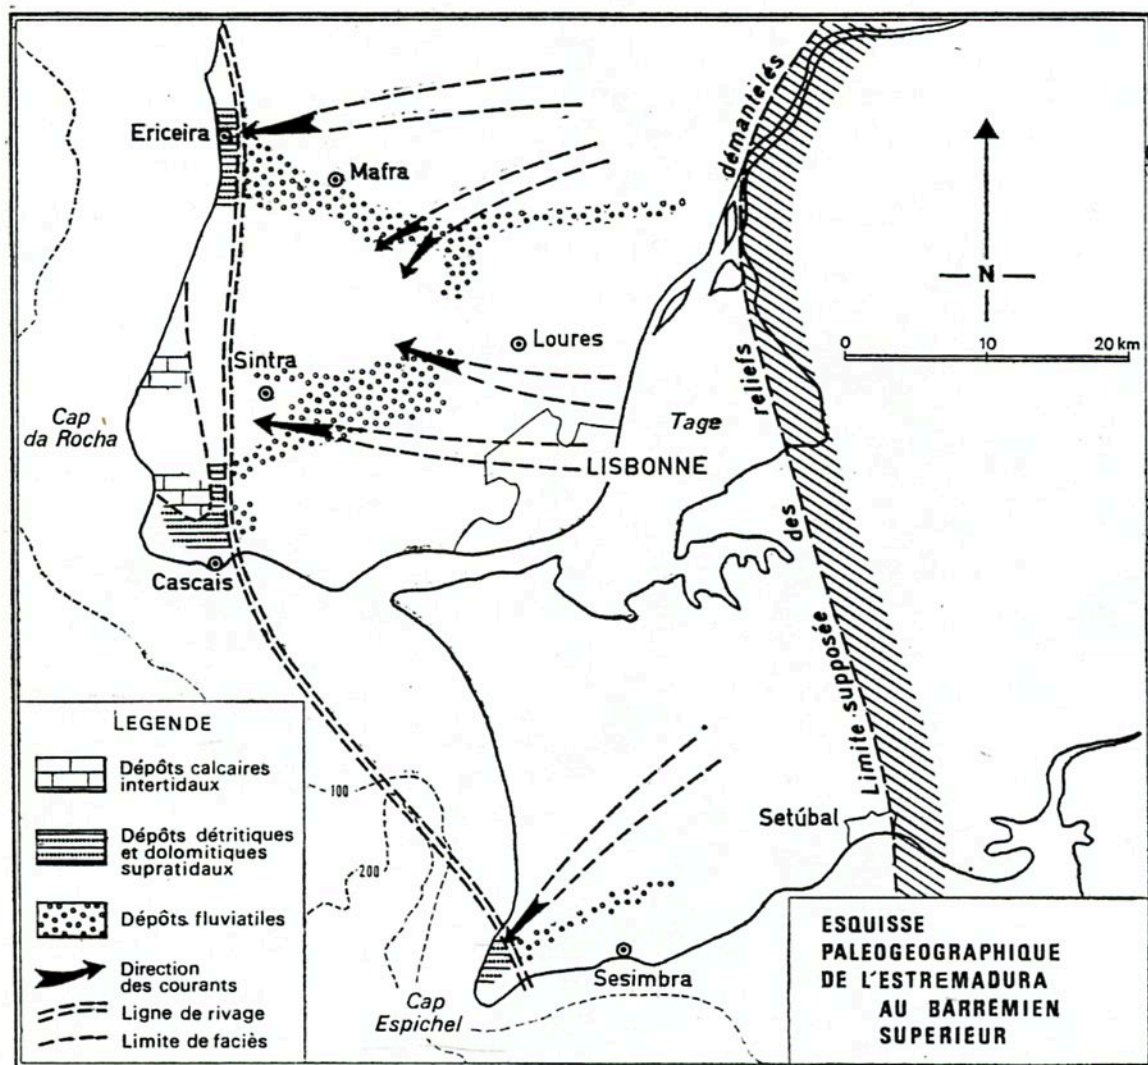 Ericeira
Mafra
Sintra
Loures
Cap
da Rocha
Tage
LISBONNE
Cascais
Limite supposée des reliefs démantelés
N
0 10 20 km
Setúbal
100
200
Cap
Espichel
Sesimbra
LEGENDE
Dépôts calcaires
intertidaux
Dépôts détritiques
et dolomitiques
supratidaux
Dépôts fluviatiles
Direction
des courants
Ligne de rivage
Limite de faciès
ESQUISSE
PALEOGEOGRAPHIQUE
DE L'ESTREMADURA
AU BARREMIEN
SUPERIEUR